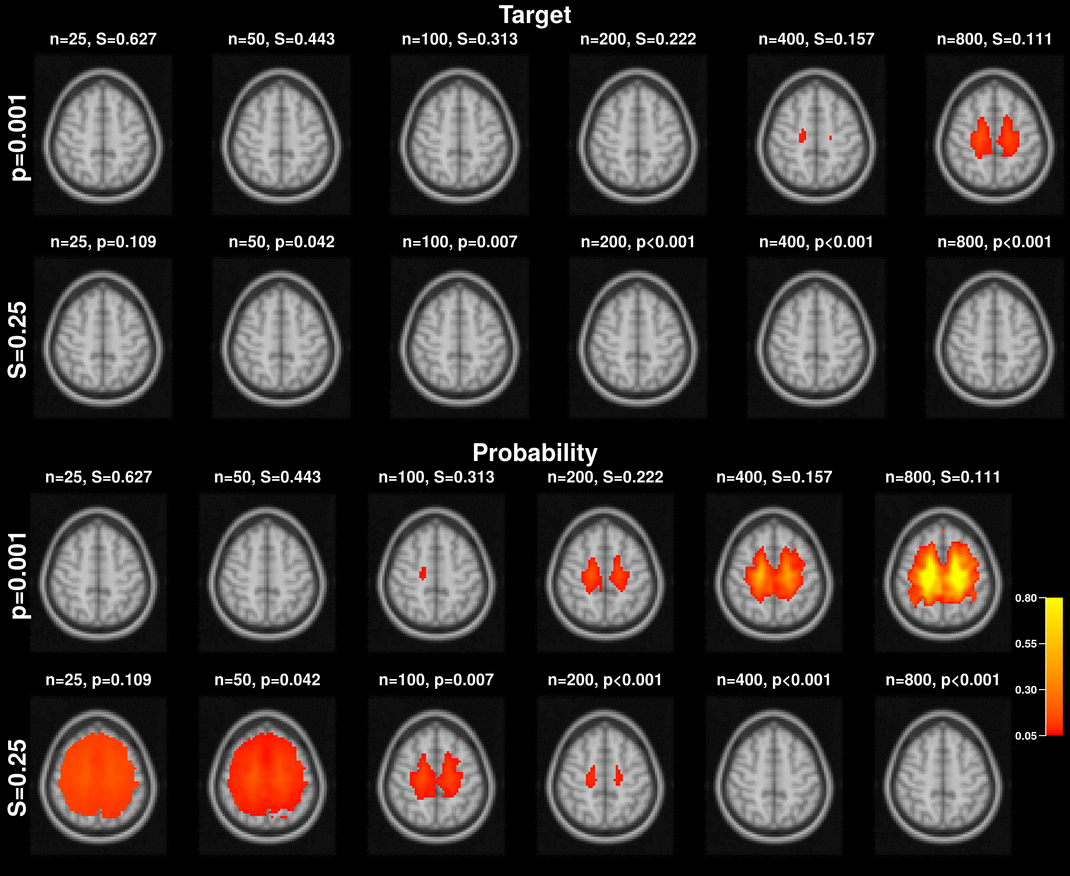 Target
n=25, S=0.627 n=50, S=0.443 n=100, S=0.313 n=200, S=0.222 n=400, S=0.157 n=800, S=0.111
p=0.001
n=25, p=0.109 n=50, p=0.042 n=100, p=0.007 n=200, p<0.001 n=400, p<0.001 n=800, p<0.001
S=0.25
Probability
n=25, S=0.627 n=50, S=0.443 n=100, S=0.313 n=200, S=0.222 n=400, S=0.157 n=800, S=0.111
p=0.001
0.80
0.55
0.30
0.05
n=25, p=0.109 n=50, p=0.042 n=100, p=0.007 n=200, p<0.001 n=400, p<0.001 n=800, p<0.001
S=0.25